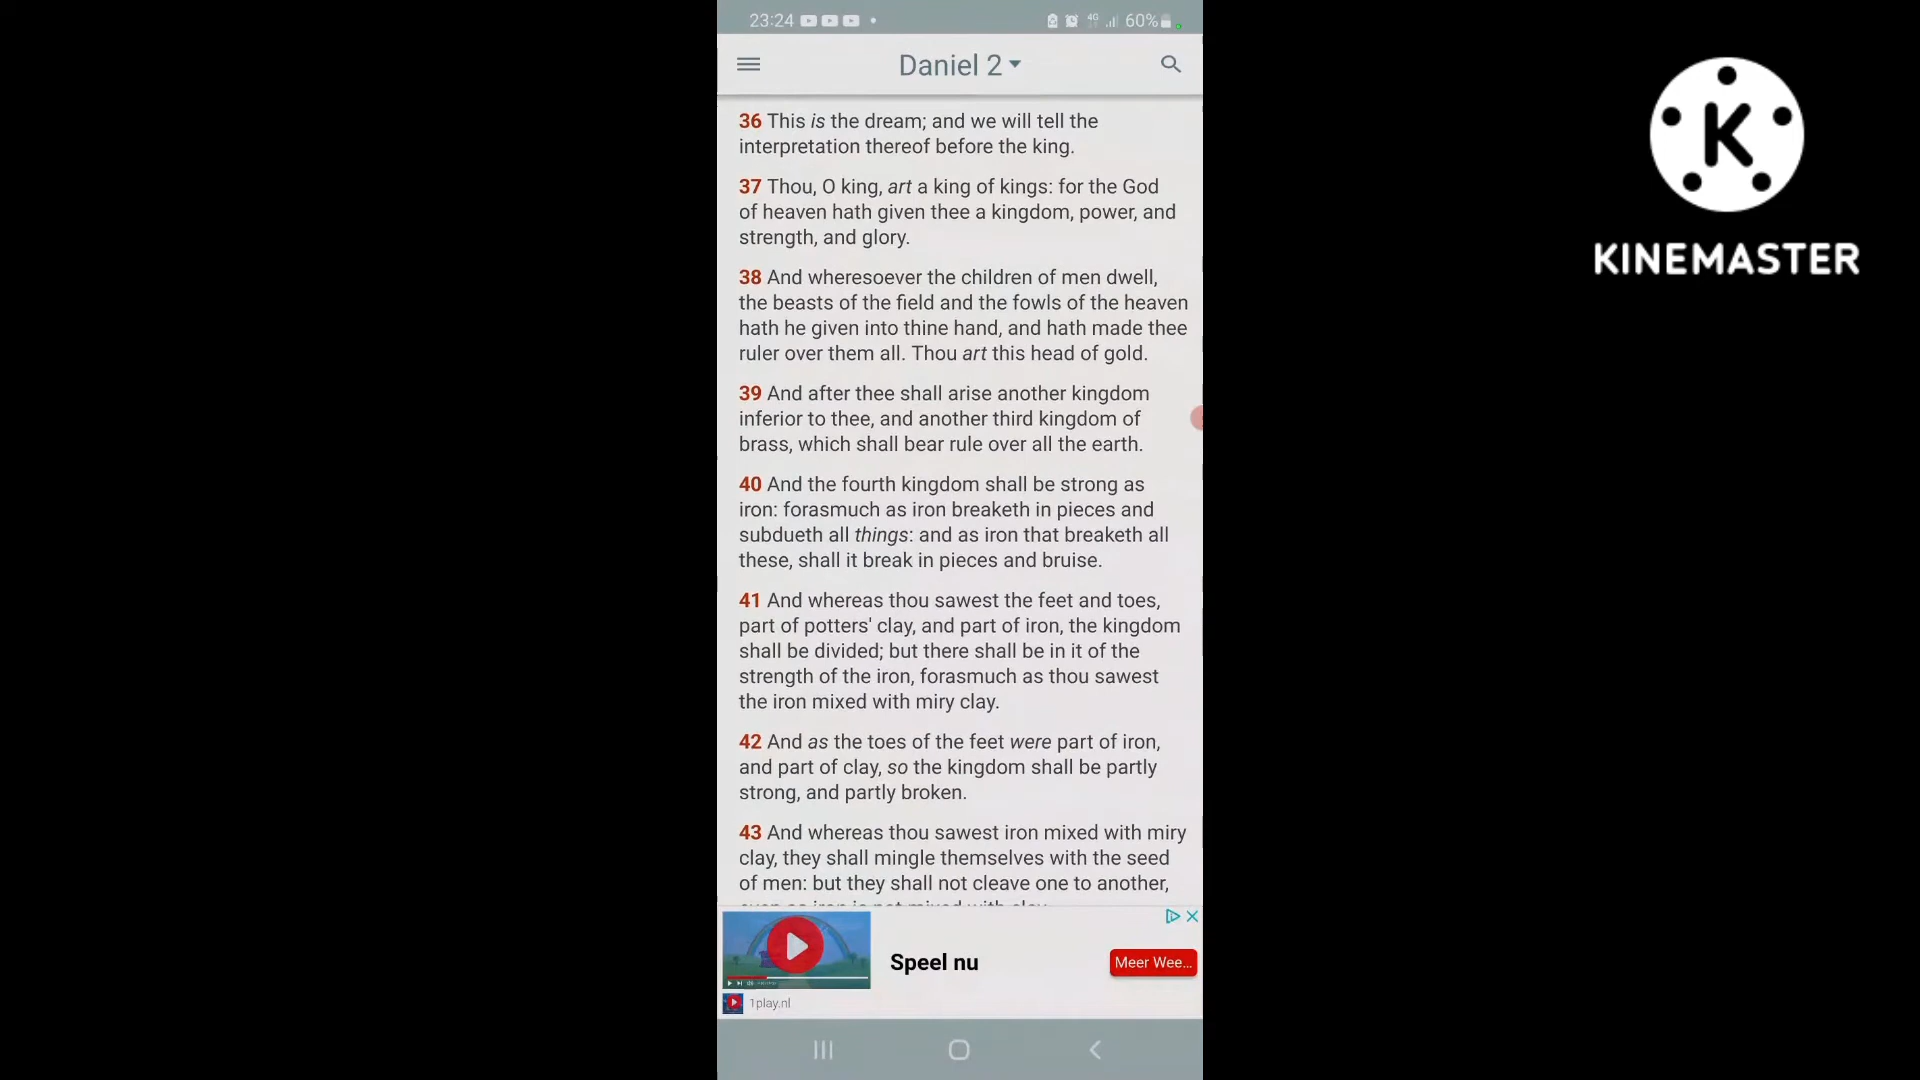 23:24
4G
60%
Daniel 2
36 This is the dream; and we will tell the
interpretation thereof before the king.
37 Thou, O king, art a king of kings: for the God
of heaven hath given thee a kingdom, power, and
strength, and glory.
38 And wheresoever the children of men dwell,
the beasts of the field and the fowls of the heaven
hath he given into thine hand, and hath made thee
ruler over them all. Thou art this head of gold.
39 And after thee shall arise another kingdom
inferior to thee, and another third kingdom of
brass, which shall bear rule over all the earth.
40 And the fourth kingdom shall be strong as
iron: forasmuch as iron breaketh in pieces and
subdueth all things: and as iron that breaketh all
these, shall it break in pieces and bruise.
41 And whereas thou sawest the feet and toes,
part of potters' clay, and part of iron, the kingdom
shall be divided; but there shall be in it of the
strength of the iron, forasmuch as thou sawest
the iron mixed with miry clay.
42 And as the toes of the feet were part of iron,
and part of clay, so the kingdom shall be partly
strong, and partly broken.
43 And whereas thou sawest iron mixed with miry
clay, they shall mingle themselves with the seed
of men: but they shall not cleave one to another,
even as iron is not mixed with clay.
Speel nu
Meer Wee...
1play.nl
K
KINEMASTER